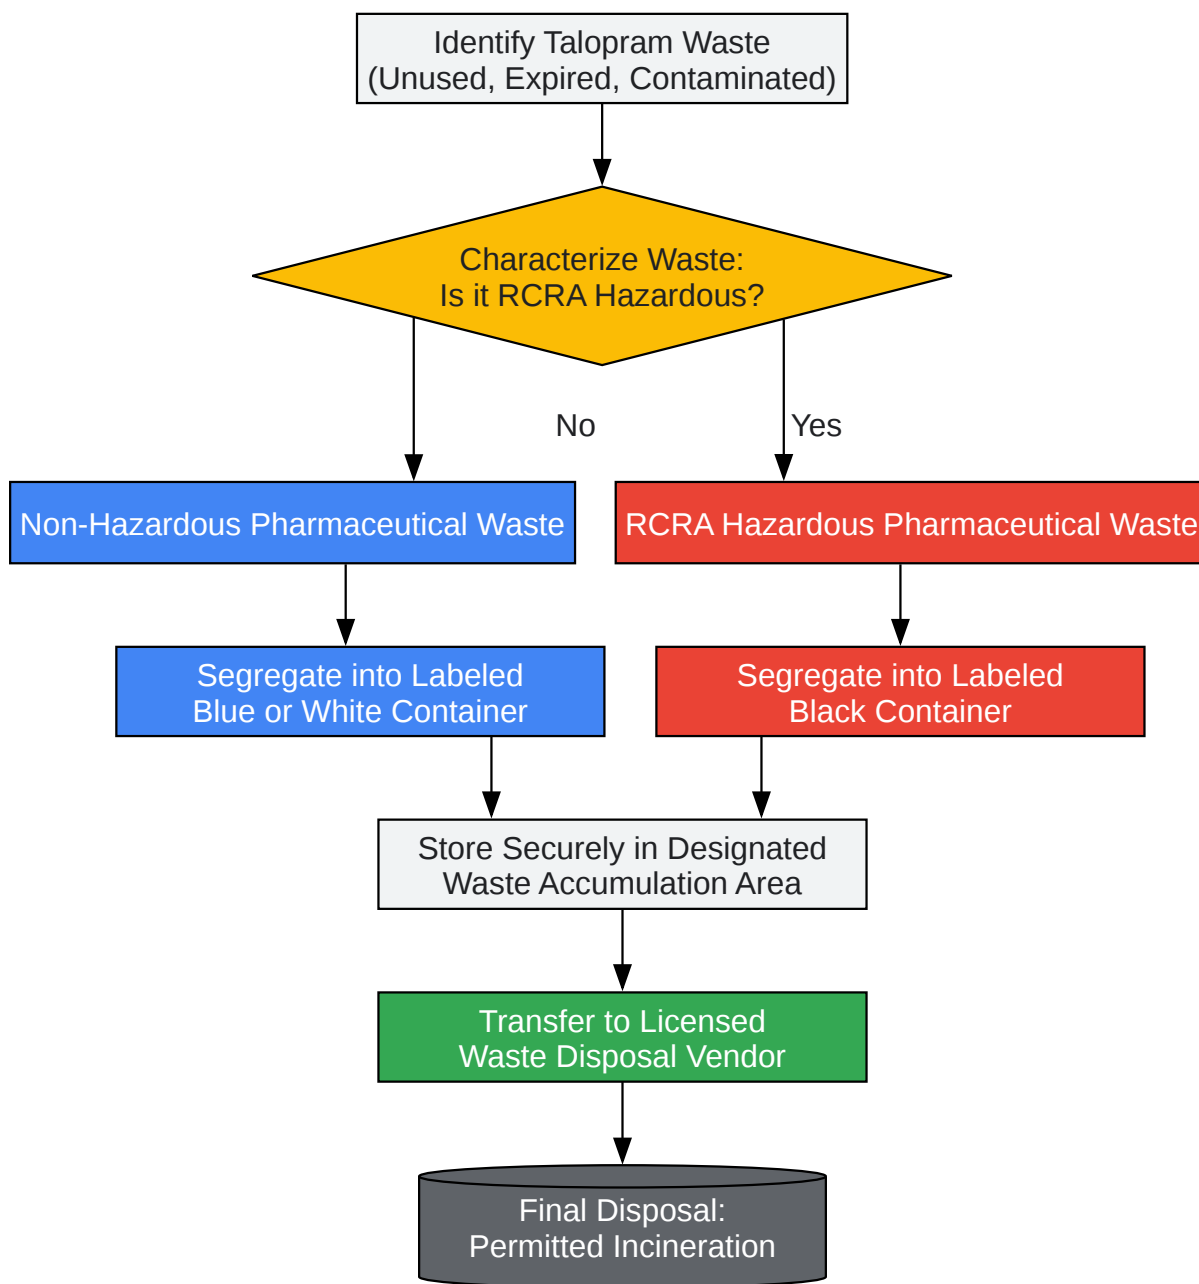 Identify Talopram Waste
(Unused, Expired, Contaminated)
Characterize Waste:
Is it RCRA Hazardous?
No
Yes
Non-Hazardous Pharmaceutical Waste
RCRA Hazardous Pharmaceutical Waste
Segregate into Labeled
Blue or White Container
Segregate into Labeled
Black Container
Store Securely in Designated
Waste Accumulation Area
Transfer to Licensed
Waste Disposal Vendor
Final Disposal:
Permitted Incineration